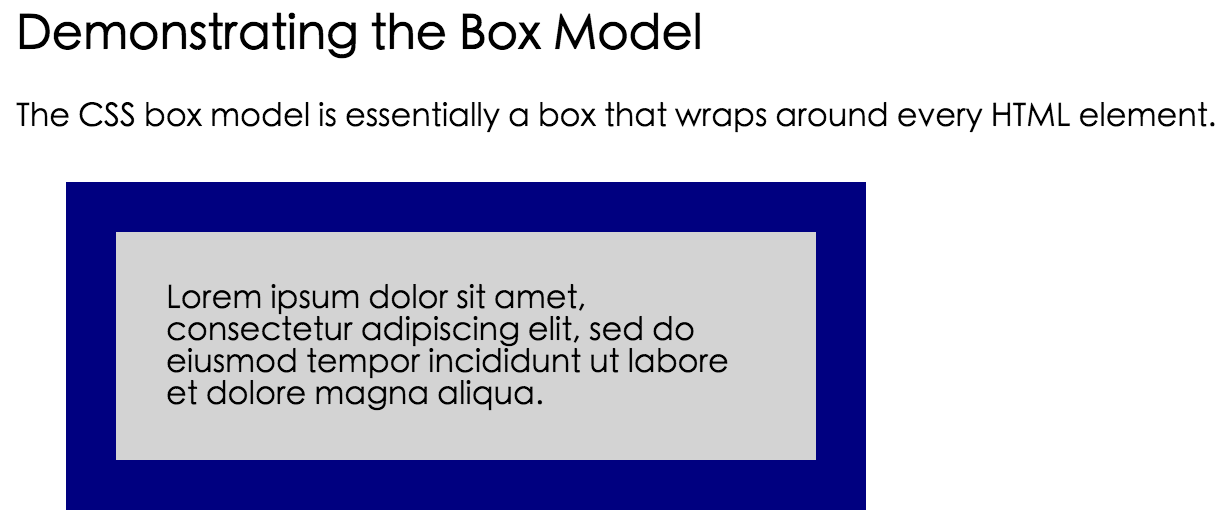 Demonstrating the Box Model
The CSS box model is essentially a box that wraps around every HTML element.
Lorem ipsum dolor sit amet,
consectetur adipiscing elit, sed do
eiusmod tempor incididunt ut labore
et dolore magna aliqua.